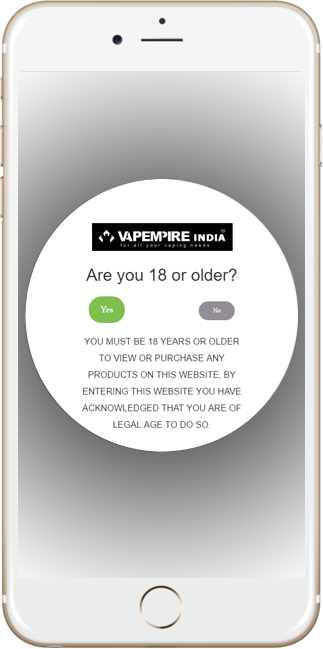 VAPEMPIRE INDIA®
for all your vaping needs
Are you 18 or older?
Yes
No
YOU MUST BE 18 YEARS OR OLDER
TO VIEW OR PURCHASE ANY
PRODUCTS ON THIS WEBSITE, BY
ENTERING THIS WEBSITE YOU HAVE
ACKNOWLEDGED THAT YOU ARE OF
LEGAL AGE TO DO SO.